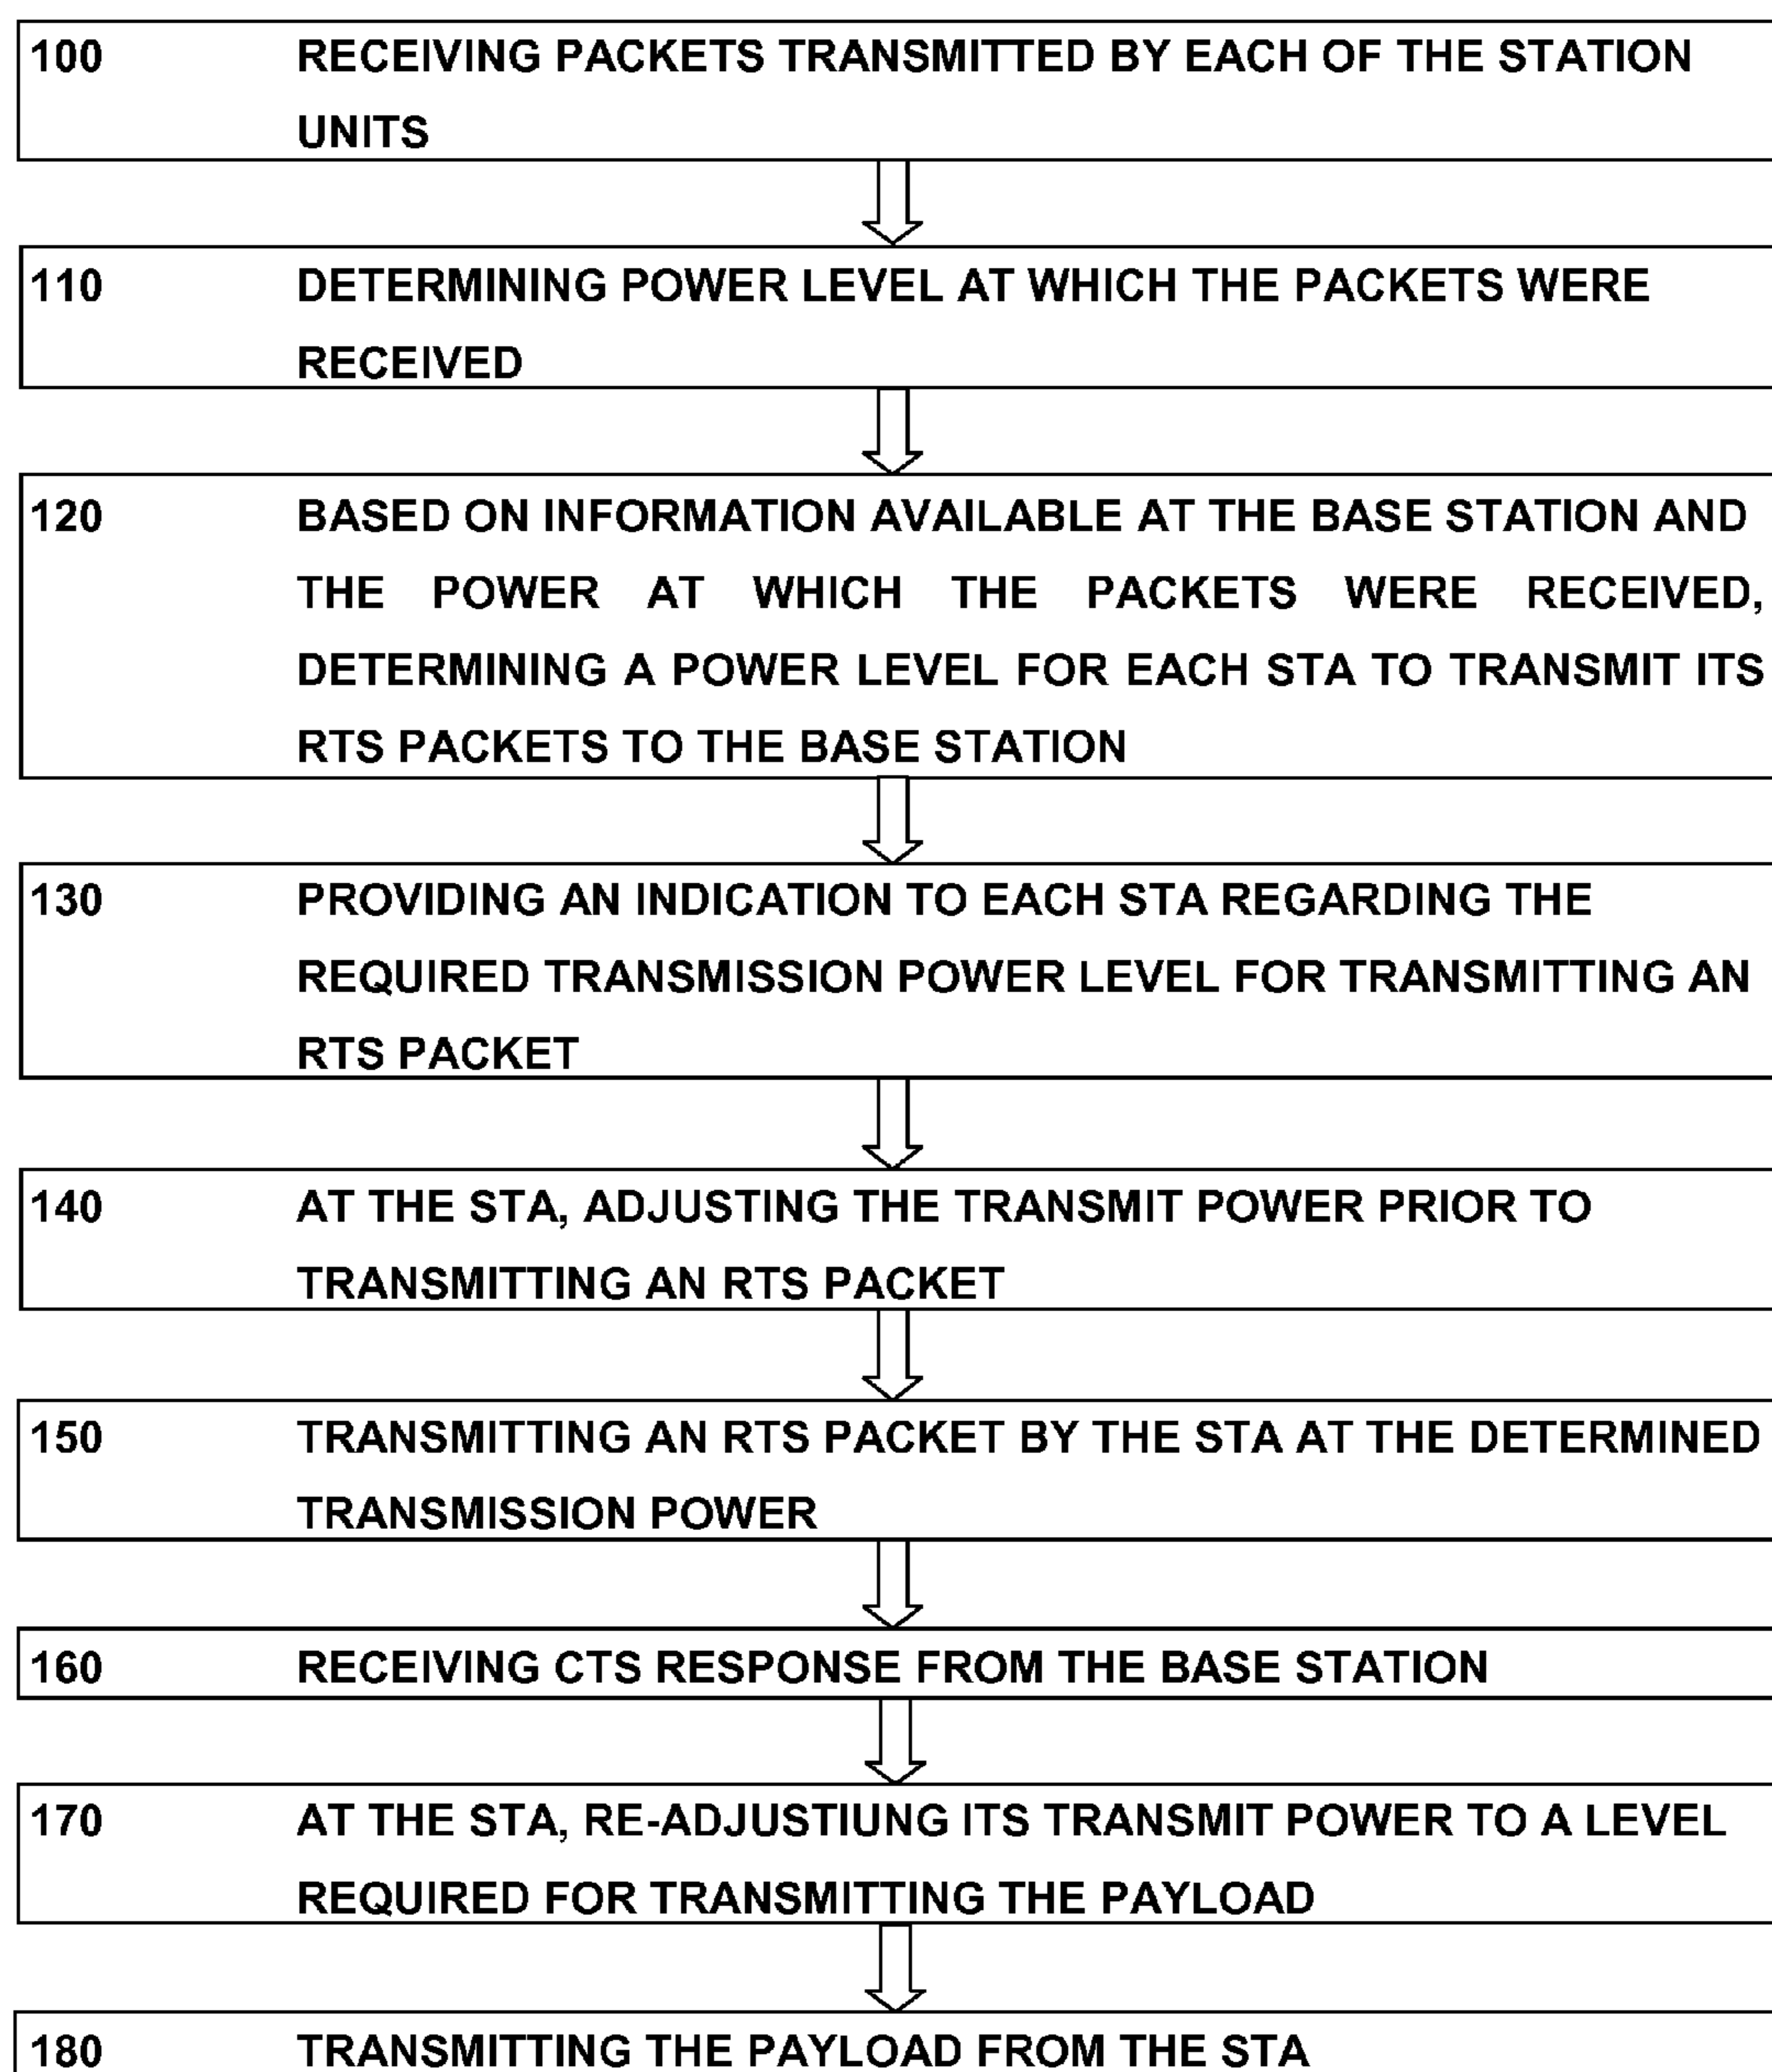 100 RECEIVING PACKETS TRANSMITTED BY EACH OF THE STATION
UNITS
110 DETERMINING POWER LEVEL AT WHICH THE PACKETS WERE
RECEIVED
120 BASED ON INFORMATION AVAILABLE AT THE BASE STATION AND
THE POWER AT WHICH THE PACKETS WERE RECEIVED,
DETERMINING A POWER LEVEL FOR EACH STA TO TRANSMIT ITS
RTS PACKETS TO THE BASE STATION
130 PROVIDING AN INDICATION TO EACH STA REGARDING THE
REQUIRED TRANSMISSION POWER LEVEL FOR TRANSMITTING AN
RTS PACKET
140 AT THE STA, ADJUSTING THE TRANSMIT POWER PRIOR TO
TRANSMITTING AN RTS PACKET
150 TRANSMITTING AN RTS PACKET BY THE STA AT THE DETERMINED
TRANSMISSION POWER
160 RECEIVING CTS RESPONSE FROM THE BASE STATION
170 AT THE STA, RE-ADJUSTIUNG ITS TRANSMIT POWER TO A LEVEL
REQUIRED FOR TRANSMITTING THE PAYLOAD
180 TRANSMITTING THE PAYLOAD FROM THE STA